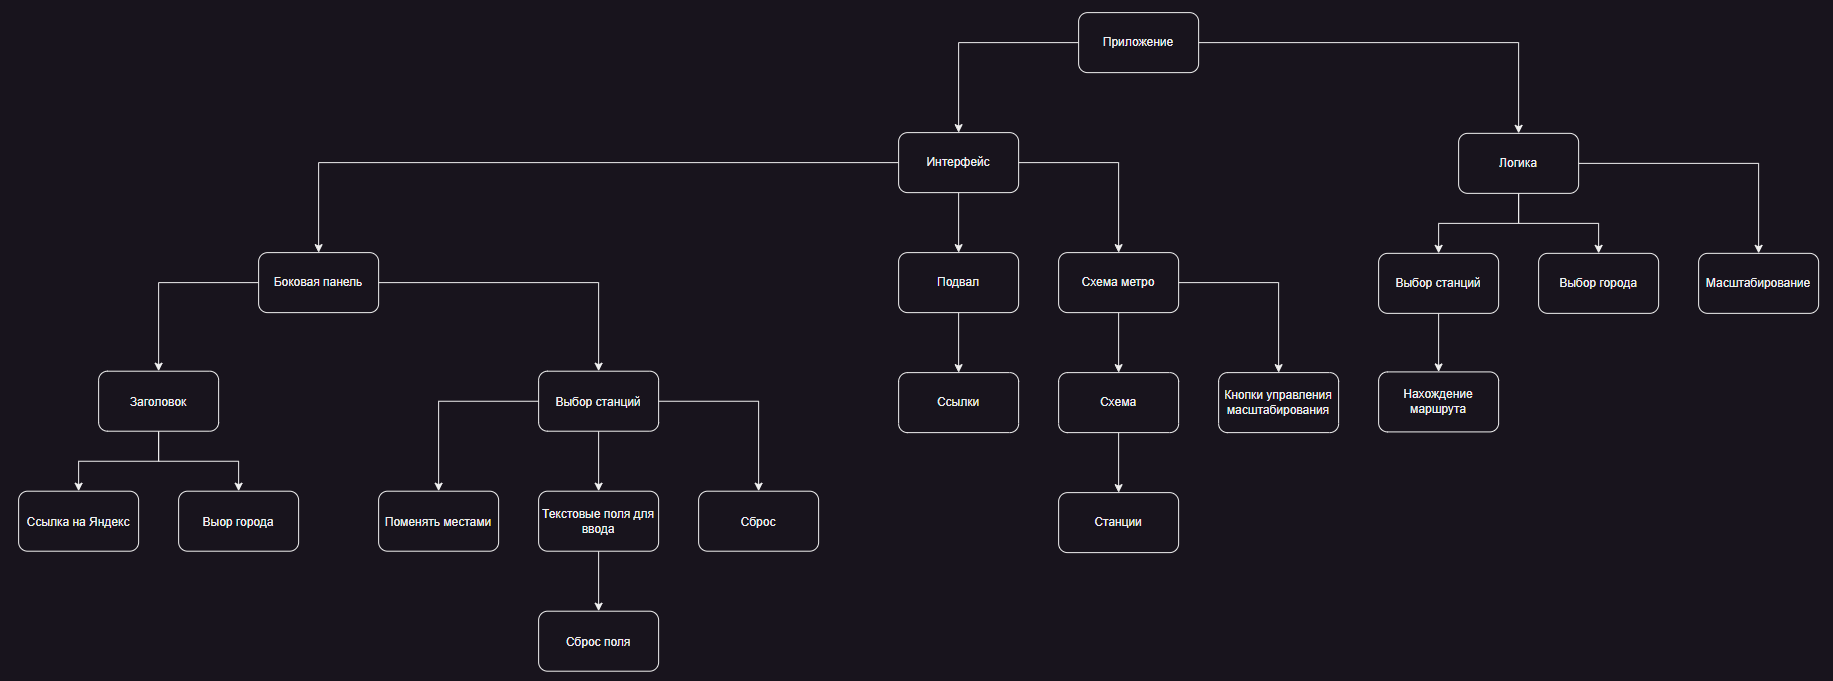 Приложение
Интерфейс
Логика
Боковая панель
Подвал
Схема метро
Выбор станций
Выбор города
Масштабирование
Заголовок
Выбор станций
Ссылки
Схема
Кнопки управления
масштабирования
Нахождение
маршрута
Ссылка на Яндекс
Выор города
Поменять местами
Текстовые поля для
ввода
Сброс
Станции
Сброс поля